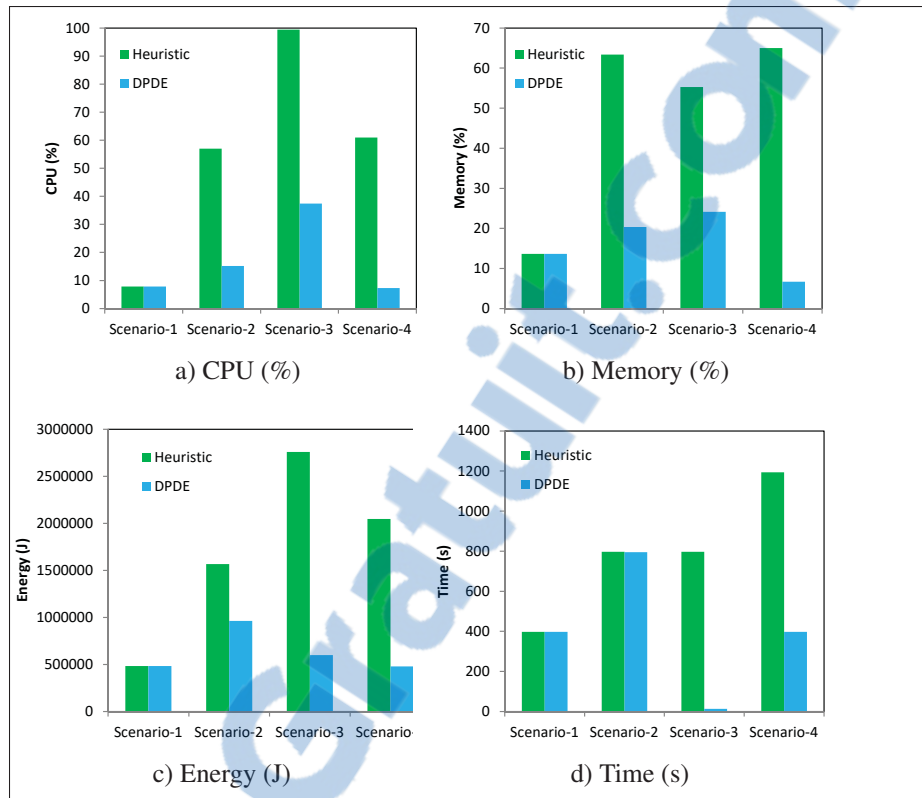 100
90
80
70
60
50
40
30
20
10
0
CPU (%)
Heuristic
DPDE
Scenario-1 Scenario-2 Scenario-3 Scenario-4
a) CPU (%)
70
60
50
40
30
20
10
0
Memory (%)
Heuristic
DPDE
Scenario-1 Scenario-2 Scenario-3 Scenario-4
b) Memory (%)
3000000
2500000
2000000
1500000
1000000
500000
0
Energy (J)
Heuristic
DPDE
Scenario-1 Scenario-2 Scenario-3 Scenario-
c) Energy (J)
1400
1200
1000
800
600
400
200
0
Time (s)
Heuristic
DPDE
Scenario-1 Scenario-2 Scenario-3 Scenario-4
d) Time (s)
Gratuit.com